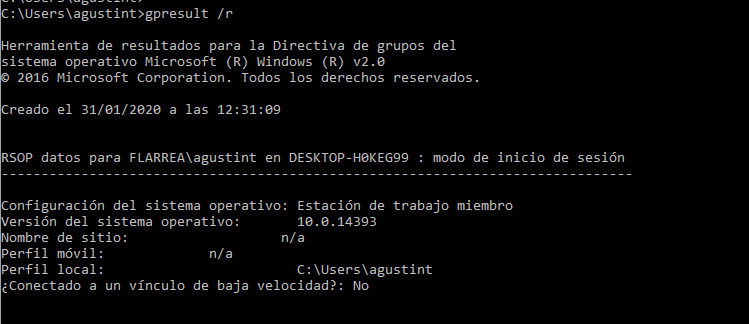 C:\Users\agustint>gpresult /r
Herramienta de resultados para la Directiva de grupos del
sistema operativo Microsoft (R) Windows (R) v2.0
© 2016 Microsoft Corporation. Todos los derechos reservados.
Creado el 31/01/2020 a las 12:31:09
RSOP datos para FLARREA\agustint en DESKTOP-H0KEG99 : modo de inicio de sesión
-------------------------------------------------------------------------------
Configuración del sistema operativo: Estación de trabajo miembro
Versión del sistema operativo: 10.0.14393
Nombre de sitio: n/a
Perfil móvil: n/a
Perfil local: C:\Users\agustint
¿Conectado a un vínculo de baja velocidad?: No